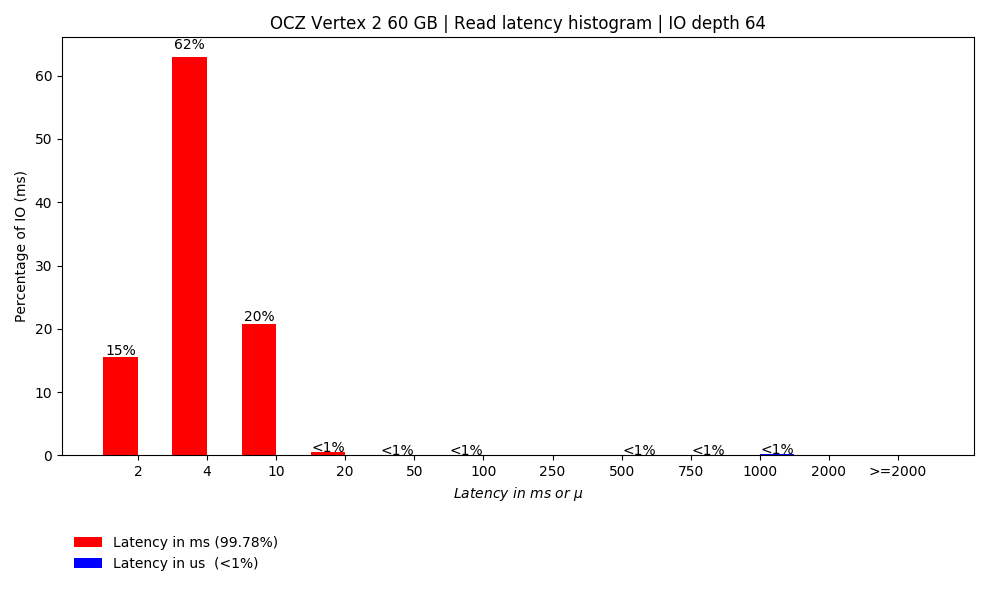 OCZ Vertex 2 60 GB | Read latency histogram | IO depth 64
62%
60
50
40
30
20%
20
15%
10
<1% <1% <1% <1% <1% <1%
0
2 4 10 20 50 100 250 500 750 1000 2000 >=2000
Percentage of IO (ms)
Latency in ms or μ
Latency in ms (99.78%)
Latency in us (<1%)